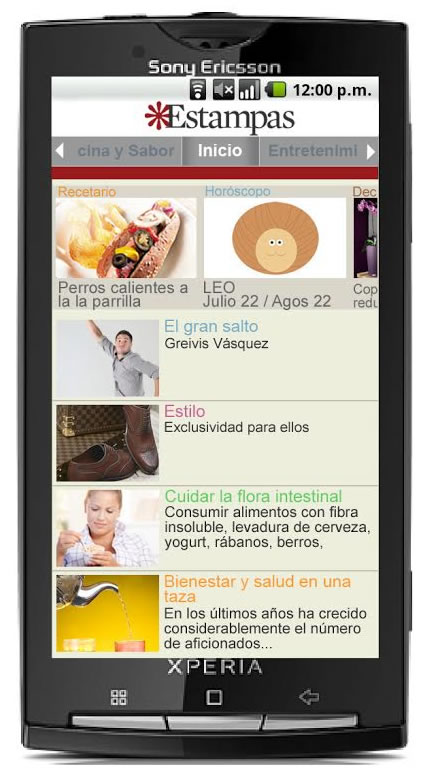 Sony Ericsson
12:00 p.m.
Estampas
cina y Sabor
Inicio
Entretenimi
Recetario
Horóscopo
Dec
Perros calientes a
la la parrilla
LEO
Julio 22 / Agos 22
Cop
redu
El gran salto
Greivis Vásquez
Estilo
Exclusividad para ellos
Cuidar la flora intestinal
Consumir alimentos con fibra
insoluble, levadura de cerveza,
yogurt, rábanos, berros,
Bienestar y salud en una
taza
En los últimos años ha crecido
considerablemente el número
de aficionados...
XPERIA